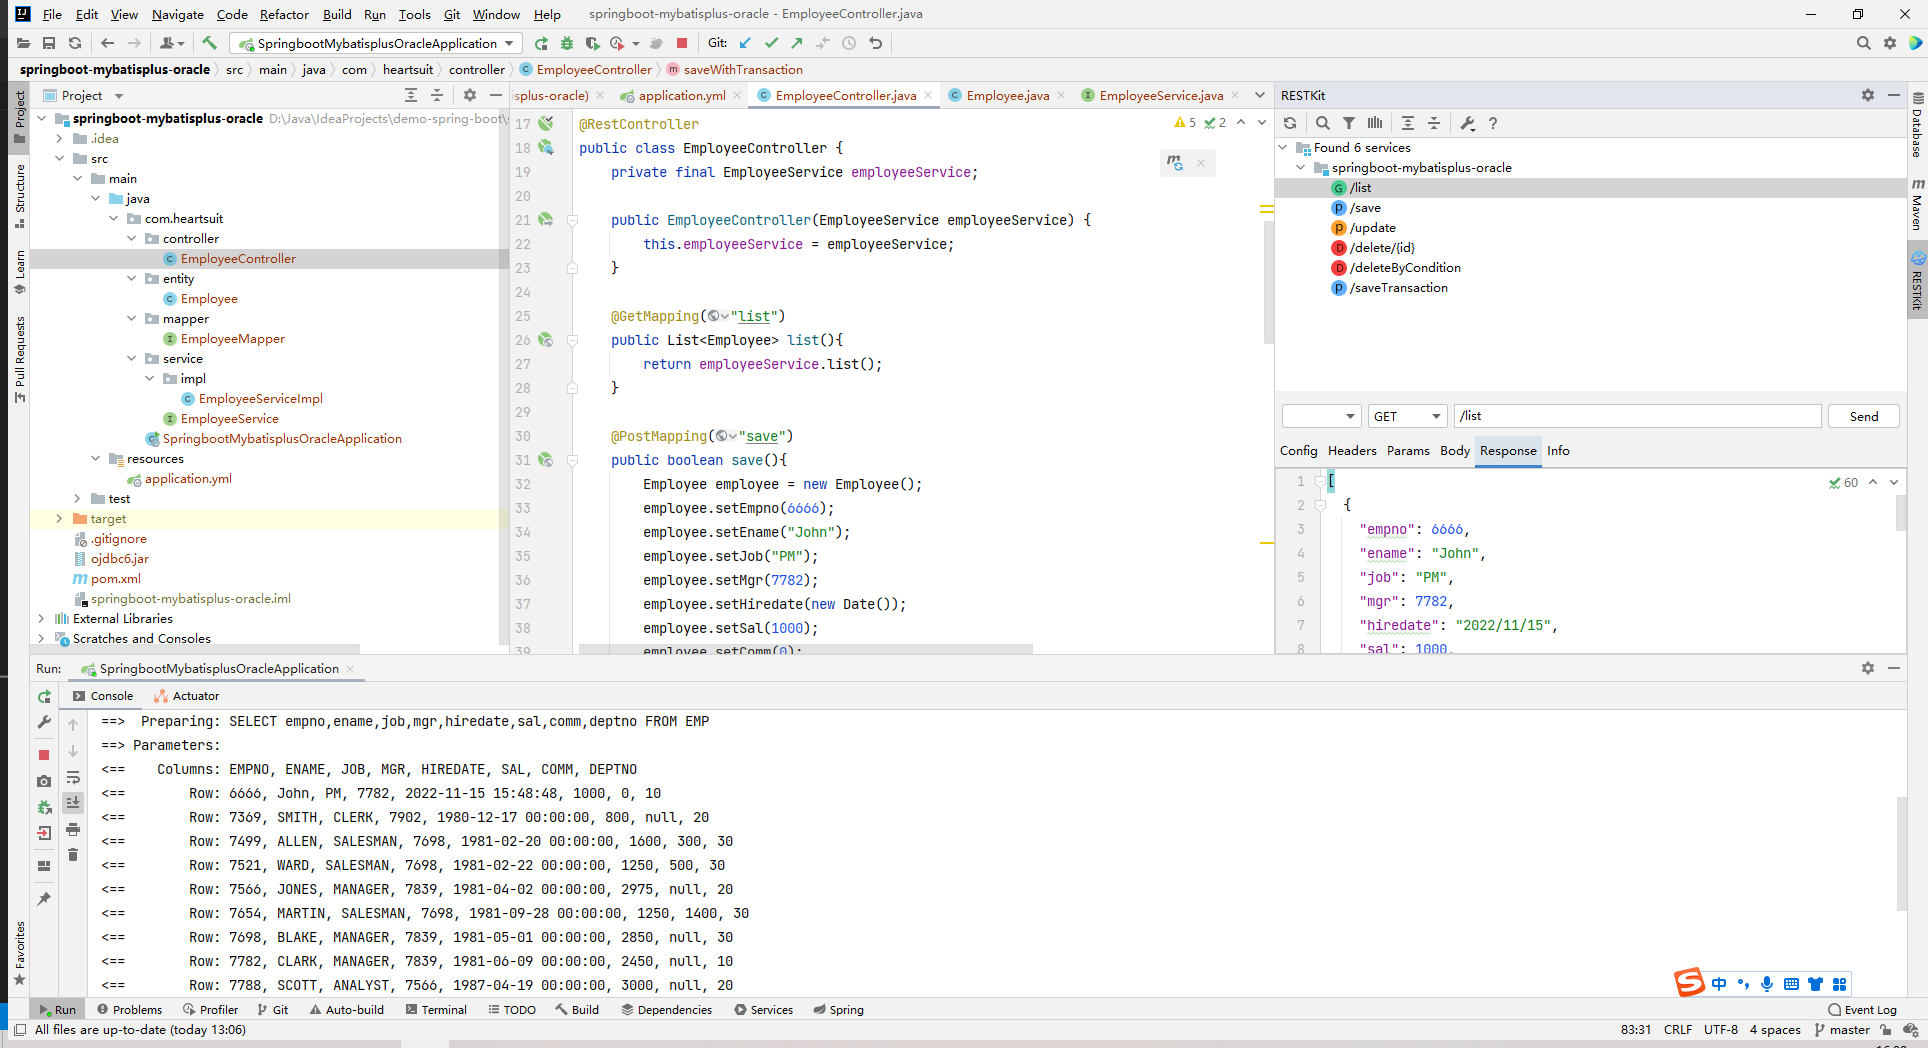 File Edit View Navigate Code Refactor Build Run Tools Git Window Help springboot-mybatisplus-oracle - EmployeeController.java
SpringbootMybatisplusOracleApplication Git:
springboot-mybatisplus-oracle src main java com heartsuit controller EmployeeController saveWithTransaction
Project
Structure
Learn
Pull Requests
Favorites
Project
springboot-mybatisplus-oracle D:\Java\IdeaProjects\demo-spring-boot\
.idea
src
main
java
com.heartsuit
controller
EmployeeController
entity
Employee
mapper
EmployeeMapper
service
impl
EmployeeServiceImpl
EmployeeService
SpringbootMybatisplusOracleApplication
resources
application.yml
test
target
.gitignore
ojdbc6.jar
pom.xml
springboot-mybatisplus-oracle.iml
External Libraries
Scratches and Consoles
isplus-oracle) application.yml EmployeeController.java Employee.java EmployeeService.java
5 2
17 @RestController
18 public class EmployeeController {
19 private final EmployeeService employeeService;
20
21 public EmployeeController(EmployeeService employeeService) {
22 this.employeeService = employeeService;
23 }
24
25 @GetMapping("list")
26 public List<Employee> list(){
27 return employeeService.list();
28 }
29
30 @PostMapping("save")
31 public boolean save(){
32 Employee employee = new Employee();
33 employee.setEmpno(6666);
34 employee.setEname("John");
35 employee.setJob("PM");
36 employee.setMgr(7782);
37 employee.setHiredate(new Date());
38 employee.setSal(1000);
39 employee.setComm(0);
RESTKit
Found 6 services
springboot-mybatisplus-oracle
G /list
p /save
p /update
D /delete/{id}
D /deleteByCondition
p /saveTransaction
GET /list Send
Config Headers Params Body Response Info
60
1 [
2 {
3 "empno": 6666,
4 "ename": "John",
5 "job": "PM",
6 "mgr": 7782,
7 "hiredate": "2022/11/15",
8 "sal": 1000,
Database
Maven
RESTKit
Run: SpringbootMybatisplusOracleApplication
Console Actuator
==> Preparing: SELECT empno,ename,job,mgr,hiredate,sal,comm,deptno FROM EMP
==> Parameters:
<== Columns: EMPNO, ENAME, JOB, MGR, HIREDATE, SAL, COMM, DEPTNO
<== Row: 6666, John, PM, 7782, 2022-11-15 15:48:48, 1000, 0, 10
<== Row: 7369, SMITH, CLERK, 7902, 1980-12-17 00:00:00, 800, null, 20
<== Row: 7499, ALLEN, SALESMAN, 7698, 1981-02-20 00:00:00, 1600, 300, 30
<== Row: 7521, WARD, SALESMAN, 7698, 1981-02-22 00:00:00, 1250, 500, 30
<== Row: 7566, JONES, MANAGER, 7839, 1981-04-02 00:00:00, 2975, null, 20
<== Row: 7654, MARTIN, SALESMAN, 7698, 1981-09-28 00:00:00, 1250, 1400, 30
<== Row: 7698, BLAKE, MANAGER, 7839, 1981-05-01 00:00:00, 2850, null, 30
<== Row: 7782, CLARK, MANAGER, 7839, 1981-06-09 00:00:00, 2450, null, 10
<== Row: 7788, SCOTT, ANALYST, 7566, 1987-04-19 00:00:00, 3000, null, 20
中
Run Problems Profiler Git Auto-build Terminal TODO Build Dependencies Services Spring Event Log
All files are up-to-date (today 13:06) 83:31 CRLF UTF-8 4 spaces master